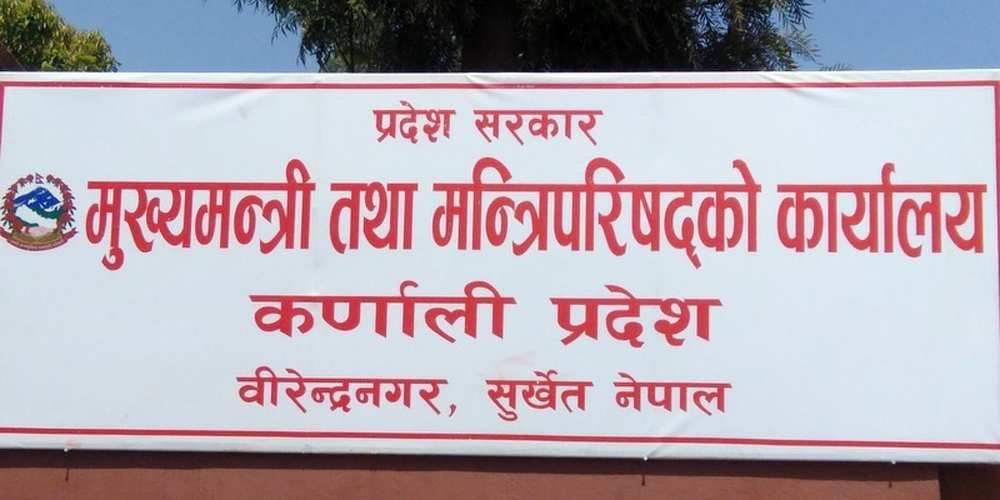 प्रदेश सरकार
मुख्यमन्त्री तथा मन्त्रिपरिषद्को कार्यालय
कर्णाली प्रदेश
वीरेन्द्रनगर, सुर्खेत नेपाल